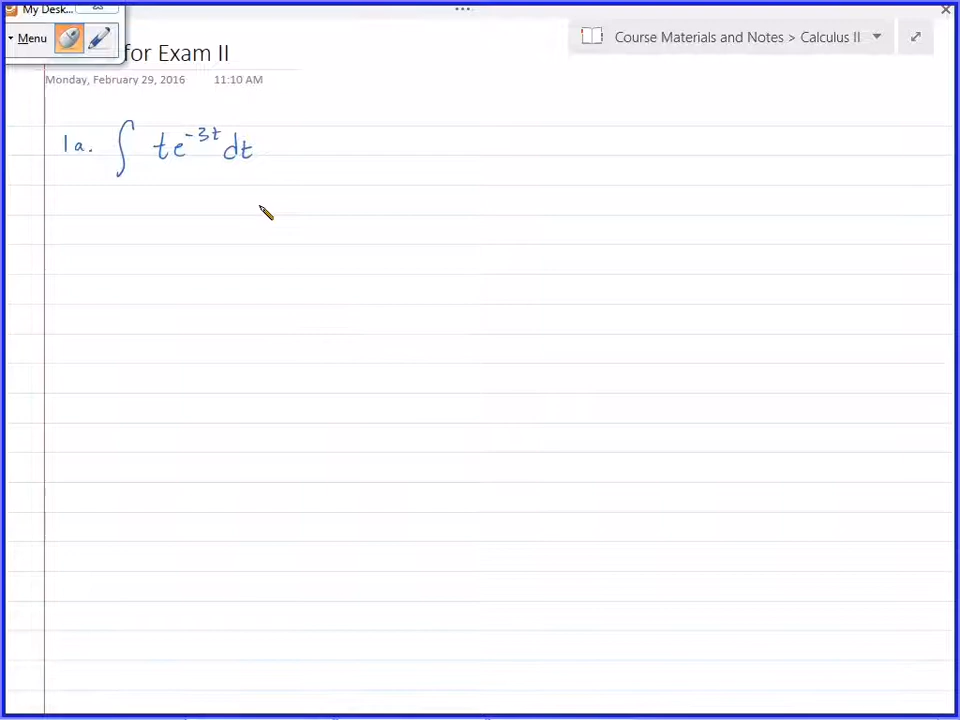 My Desk...
Menu
for Exam II
Course Materials and Notes > Calculus II
Monday, February 29, 2016 11:10 AM
1a. ∫ te^{-3t} dt